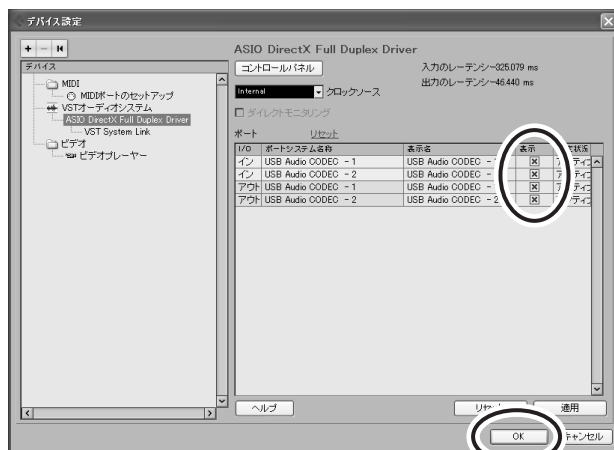 デバイス設定
+ - I◀
デバイス
MIDI
MIDIポートのセットアップ
VSTオーディオシステム
ASIO DirectX Full Duplex Driver
VST System Link
ビデオ
ビデオプレーヤー
ASIO DirectX Full Duplex Driver
コントロールパネル
入力のレーテンシー325.079 ms
出力のレーテンシー46.440 ms
Internal クロックソース
ダイレクトモニタリング
ポート リセット
I/O ポートシステム名称 表示名 表示 状況
イン USB Audio CODEC - 1 USB Audio CODEC -
イン USB Audio CODEC - 2 USB Audio CODEC -
アウト USB Audio CODEC - 1 USB Audio CODEC -
アウト USB Audio CODEC - 2 USB Audio CODEC - 2
ヘルプ 適用
OK キャンセル